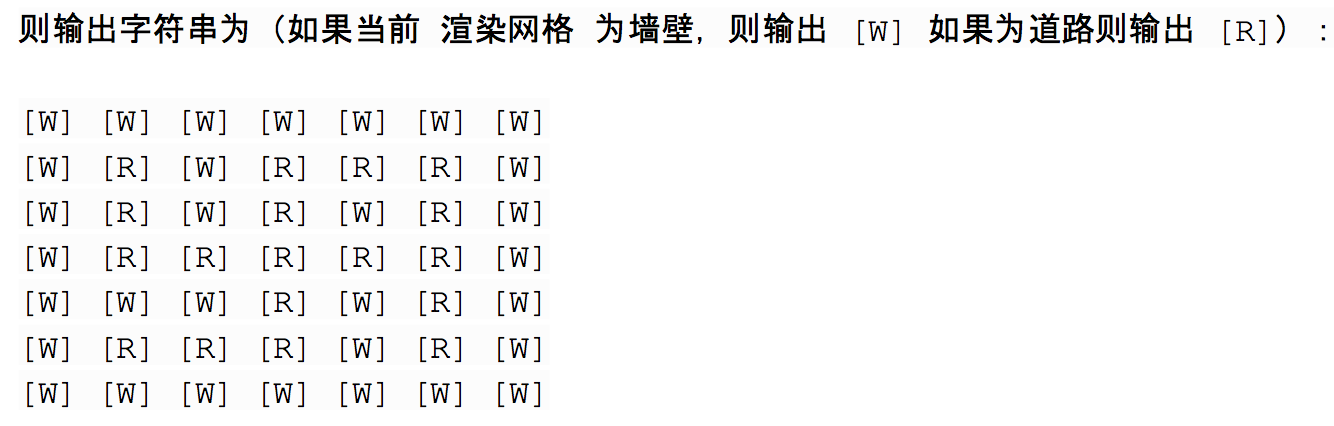 则输出字符串为（如果当前 渲染网格 为墙壁，则输出 [W] 如果为道路则输出 [R]）：
[W] [W] [W] [W] [W] [W] [W]
[W] [R] [W] [R] [R] [R] [W]
[W] [R] [W] [R] [W] [R] [W]
[W] [R] [R] [R] [R] [R] [W]
[W] [W] [W] [R] [W] [R] [W]
[W] [R] [R] [R] [W] [R] [W]
[W] [W] [W] [W] [W] [W] [W]